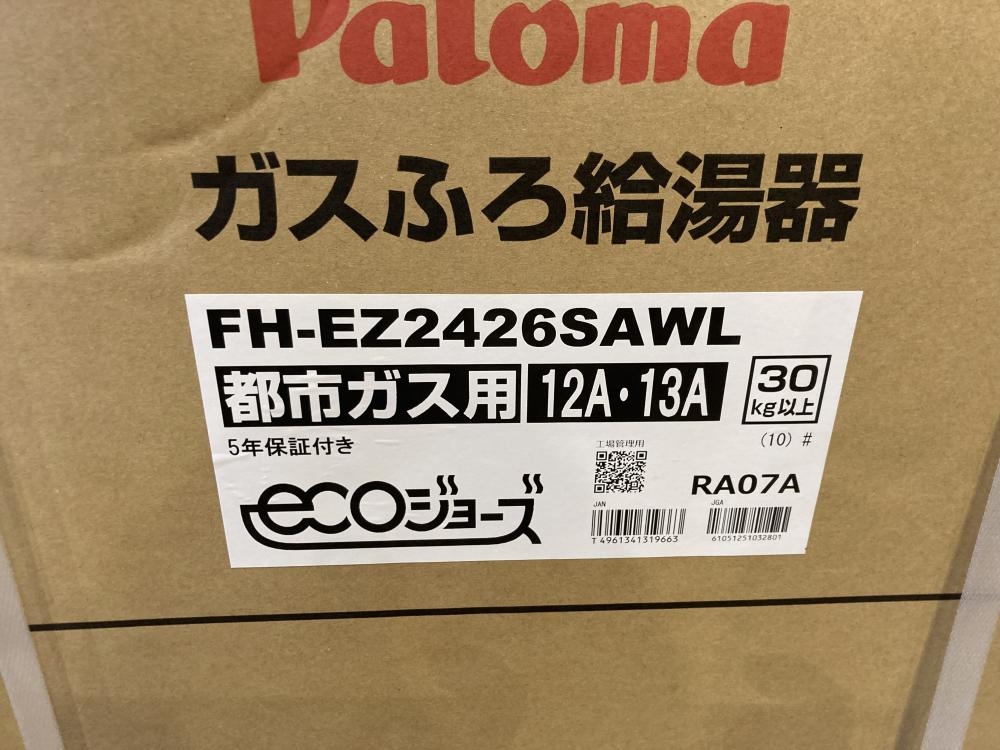 Paloma
ガスふろ給湯器
FH-EZ2426SAWL
都市ガス用 12A・13A 30 kg以上
5年保証付き
(10) #
工場管理用
RA07A
ecoジョーズ
JAN
JGA
T 4961341319663
61051251032801